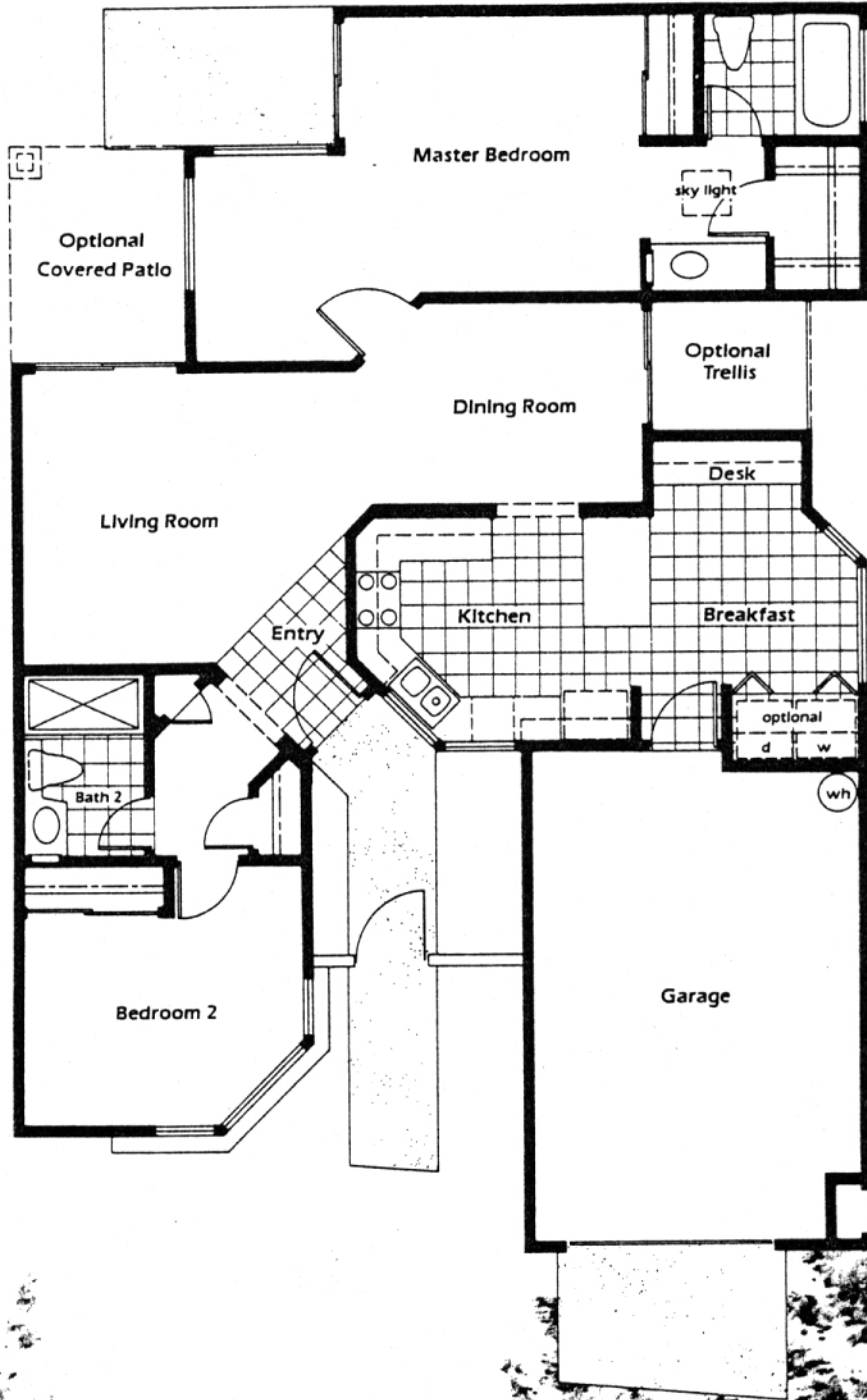 Master Bedroom
sky light
Optional
Covered Patio
Optional
Trellis
Dining Room
Desk
Living Room
Kitchen
Breakfast
Entry
optional
d
w
wh
Bath 2
Bedroom 2
Garage